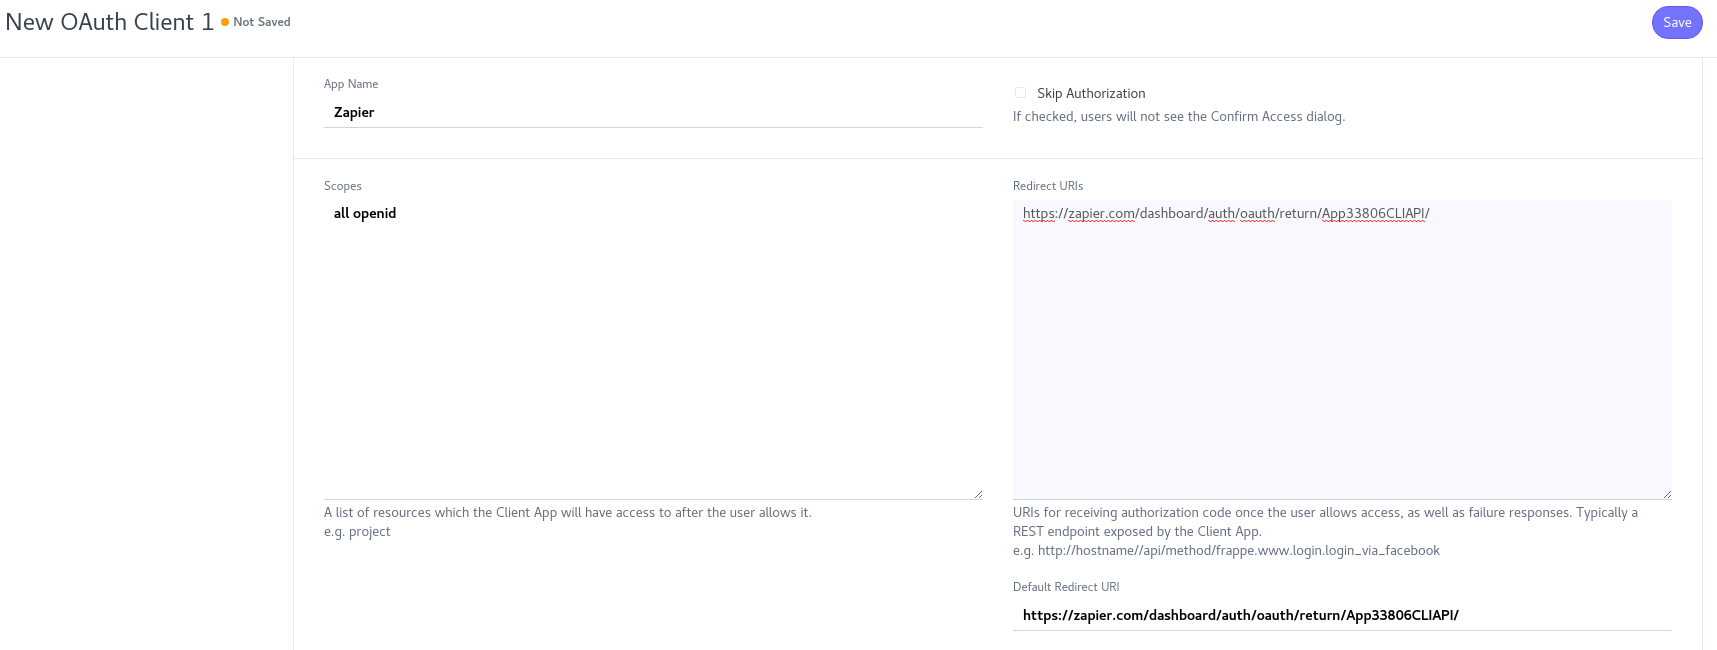 New OAuth Client 1
Not Saved
Save
App Name
Zapier
Skip Authorization
If checked, users will not see the Confirm Access dialog.
Scopes
all openid
A list of resources which the Client App will have access to after the user allows it.
e.g. project
Redirect URIs
https://zapier.com/dashboard/auth/oauth/return/App33806CLIAPI/
URIs for receiving authorization code once the user allows access, as well as failure responses. Typically a
REST endpoint exposed by the Client App.
e.g. http://hostname//api/method/frappe.www.login.login_via_facebook
Default Redirect URI
https://zapier.com/dashboard/auth/oauth/return/App33806CLIAPI/